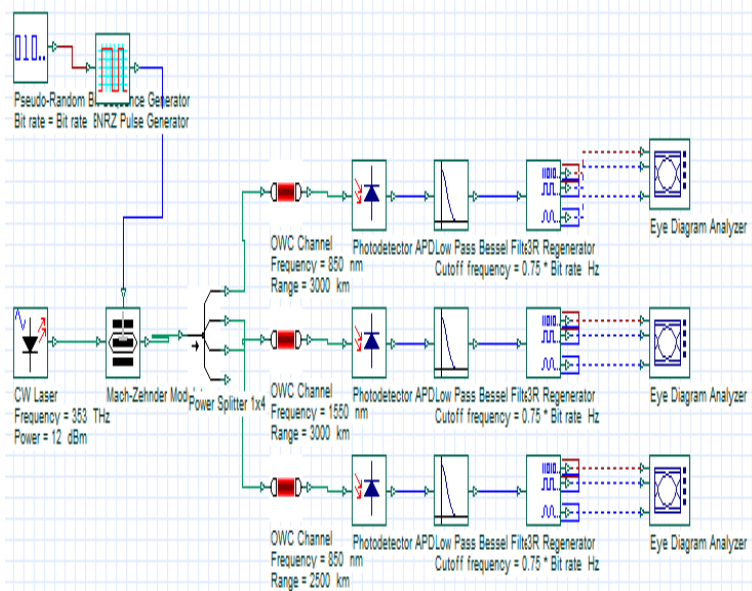 010...
Pseudo-Random Bit Sequence Generator
Bit rate = Bit rate
NRZ Pulse Generator
CW Laser
Frequency = 353 THz
Power = 12 dBm
Mach-Zehnder Mod
Power Splitter 1x4
OWC Channel
Frequency = 850 nm
Range = 3000 km
Photodetector APD
Low Pass Bessel Filte
Cutoff frequency = 0.75 * Bit rate Hz
3R Regenerator
Eye Diagram Analyzer
OWC Channel
Frequency = 1550 nm
Range = 3000 km
Photodetector APD
Low Pass Bessel Filte
Cutoff frequency = 0.75 * Bit rate Hz
3R Regenerator
Eye Diagram Analyzer
OWC Channel
Frequency = 850 nm
Range = 2500 km
Photodetector APD
Low Pass Bessel Filte
Cutoff frequency = 0.75 * Bit rate Hz
3R Regenerator
Eye Diagram Analyzer